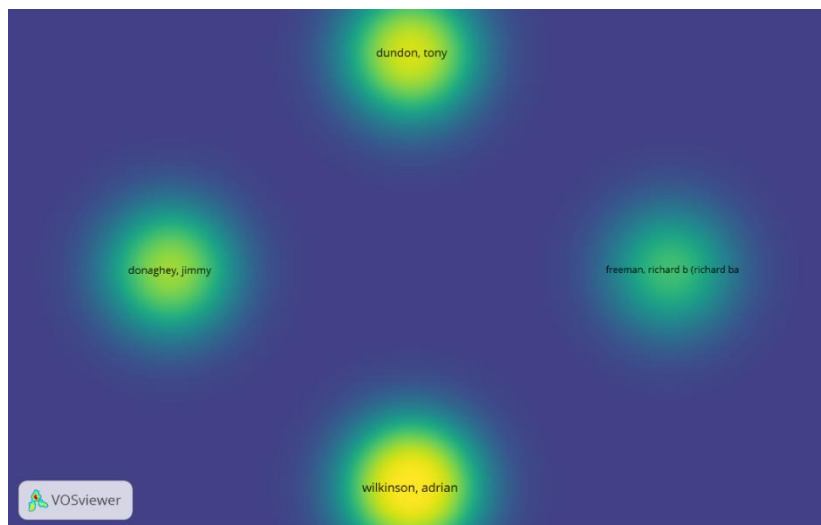 dundon, tony
donaghey, jimmy
freeman, richard b (richard ba
wilkinson, adrian
VOSviewer